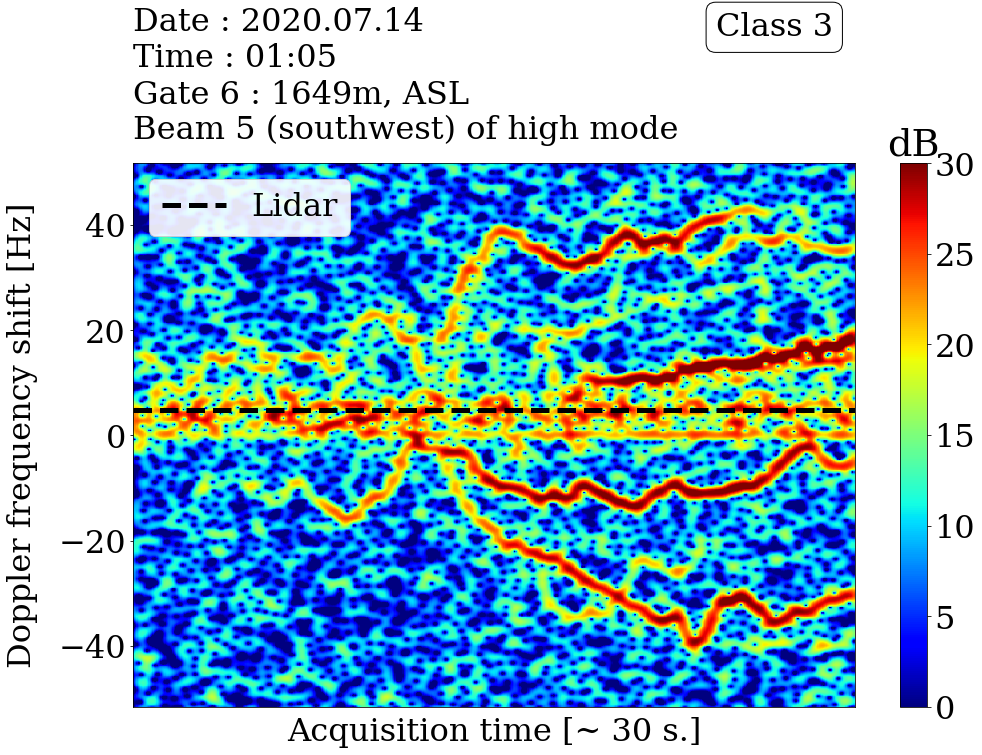 Date : 2020.07.14
Class 3
Time : 01:05
Gate 6 : 1649m, ASL
Beam 5 (southwest) of high mode
dB
Lidar
Doppler frequency shift [Hz]
40
20
0
−20
−40
30
25
20
15
10
5
0
Acquisition time [~ 30 s.]